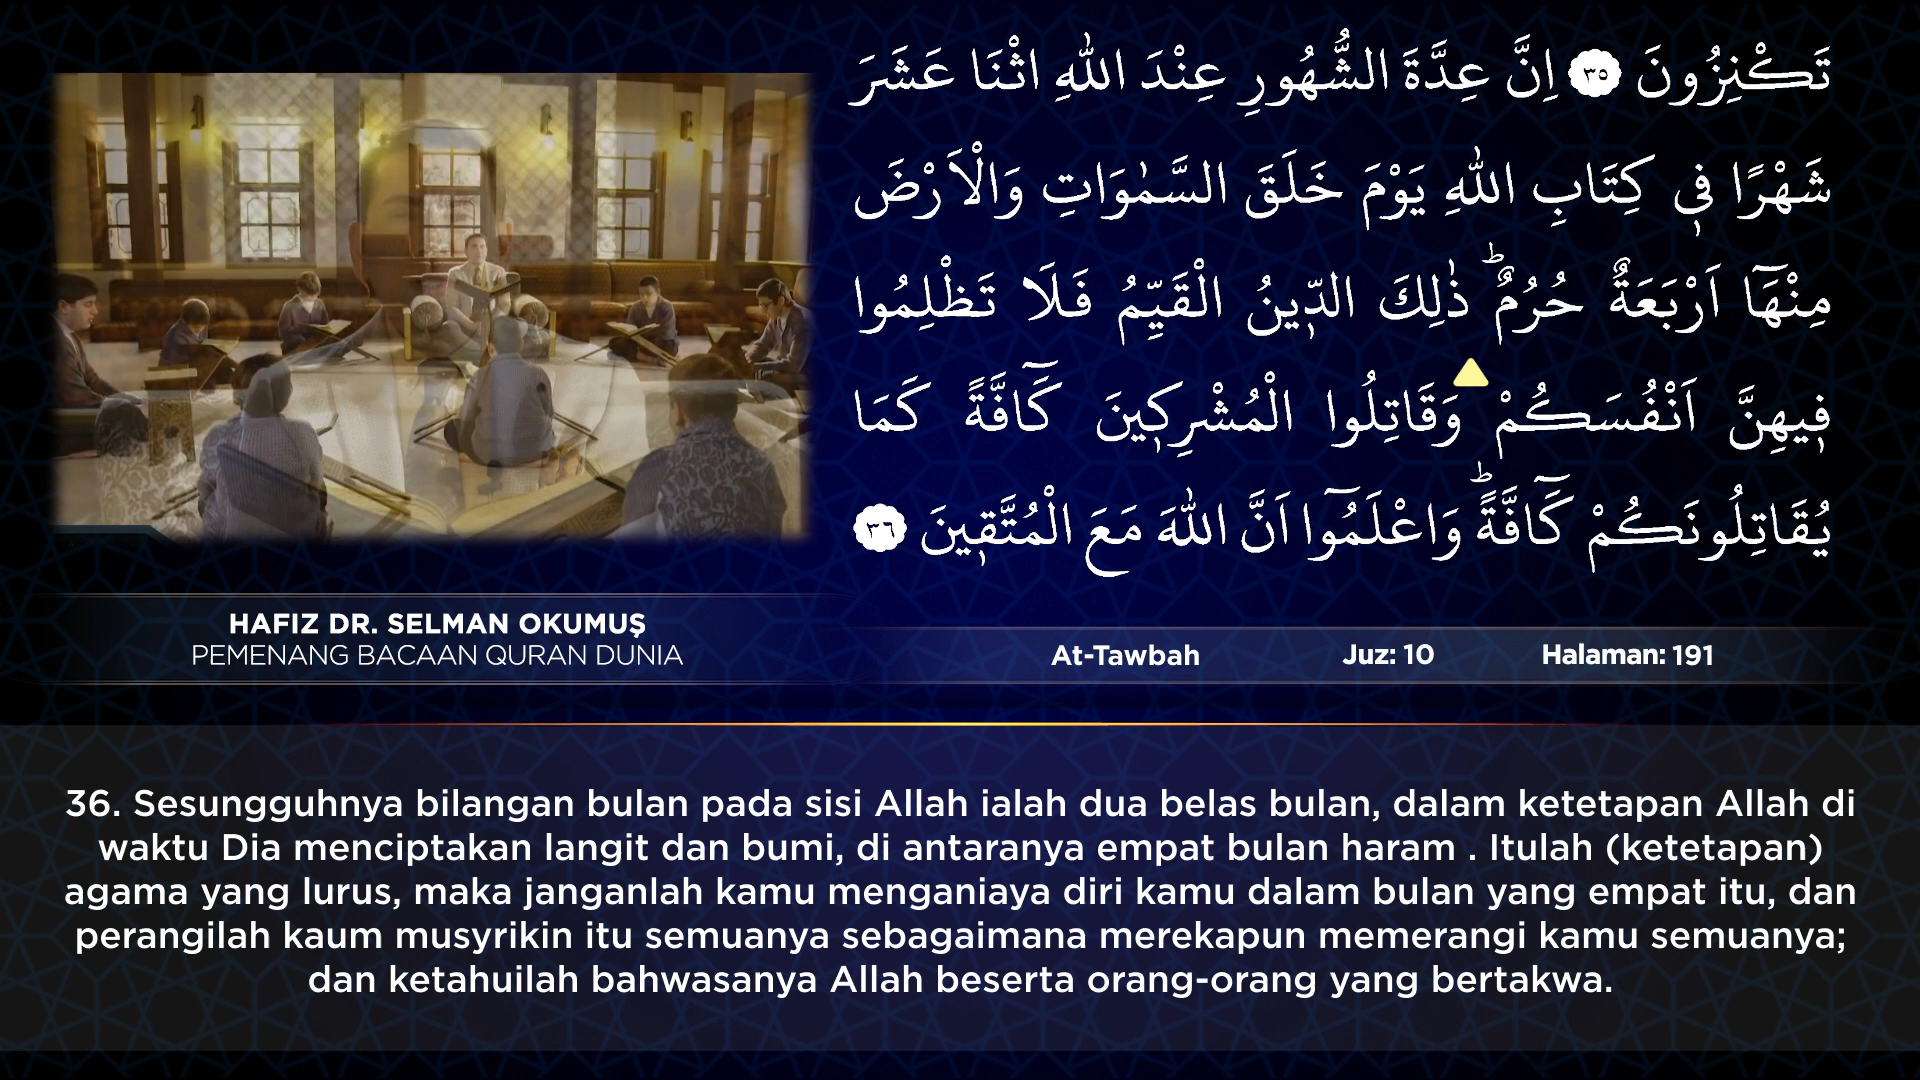 تَكْنِزُونَ ٣٥ اِنَّ عِدَّةَ الشُّهُورِ عِنْدَ اللّٰهِ اثْنَا عَشَرَ
شَهْرًا ف۪ي كِتَابِ اللّٰهِ يَوْمَ خَلَقَ السَّمٰوَاتِ وَالْاَرْضَ
مِنْهَٓا اَرْبَعَةٌ حُرُمٌۜ ذٰلِكَ الدّ۪ينُ الْقَيِّمُ فَلَا تَظْلِمُوا
ف۪يهِنَّ اَنْفُسَكُمْ وَقَاتِلُوا الْمُشْرِك۪ينَ كَٓافَّةً كَمَا
يُقَاتِلُونَكُمْ كَٓافَّةًۜ وَاعْلَمُٓوا اَنَّ اللّٰهَ مَعَ الْمُتَّق۪ينَ ٣٦
HAFIZ DR. SELMAN OKUMUŞ
PEMENANG BACAAN QURAN DUNIA
At-Tawbah Juz: 10 Halaman: 191
36. Sesungguhnya bilangan bulan pada sisi Allah ialah dua belas bulan, dalam ketetapan Allah di
waktu Dia menciptakan langit dan bumi, di antaranya empat bulan haram . Itulah (ketetapan)
agama yang lurus, maka janganlah kamu menganiaya diri kamu dalam bulan yang empat itu, dan
perangilah kaum musyrikin itu semuanya sebagaimana merekapun memerangi kamu semuanya;
dan ketahuilah bahwasanya Allah beserta orang-orang yang bertakwa.